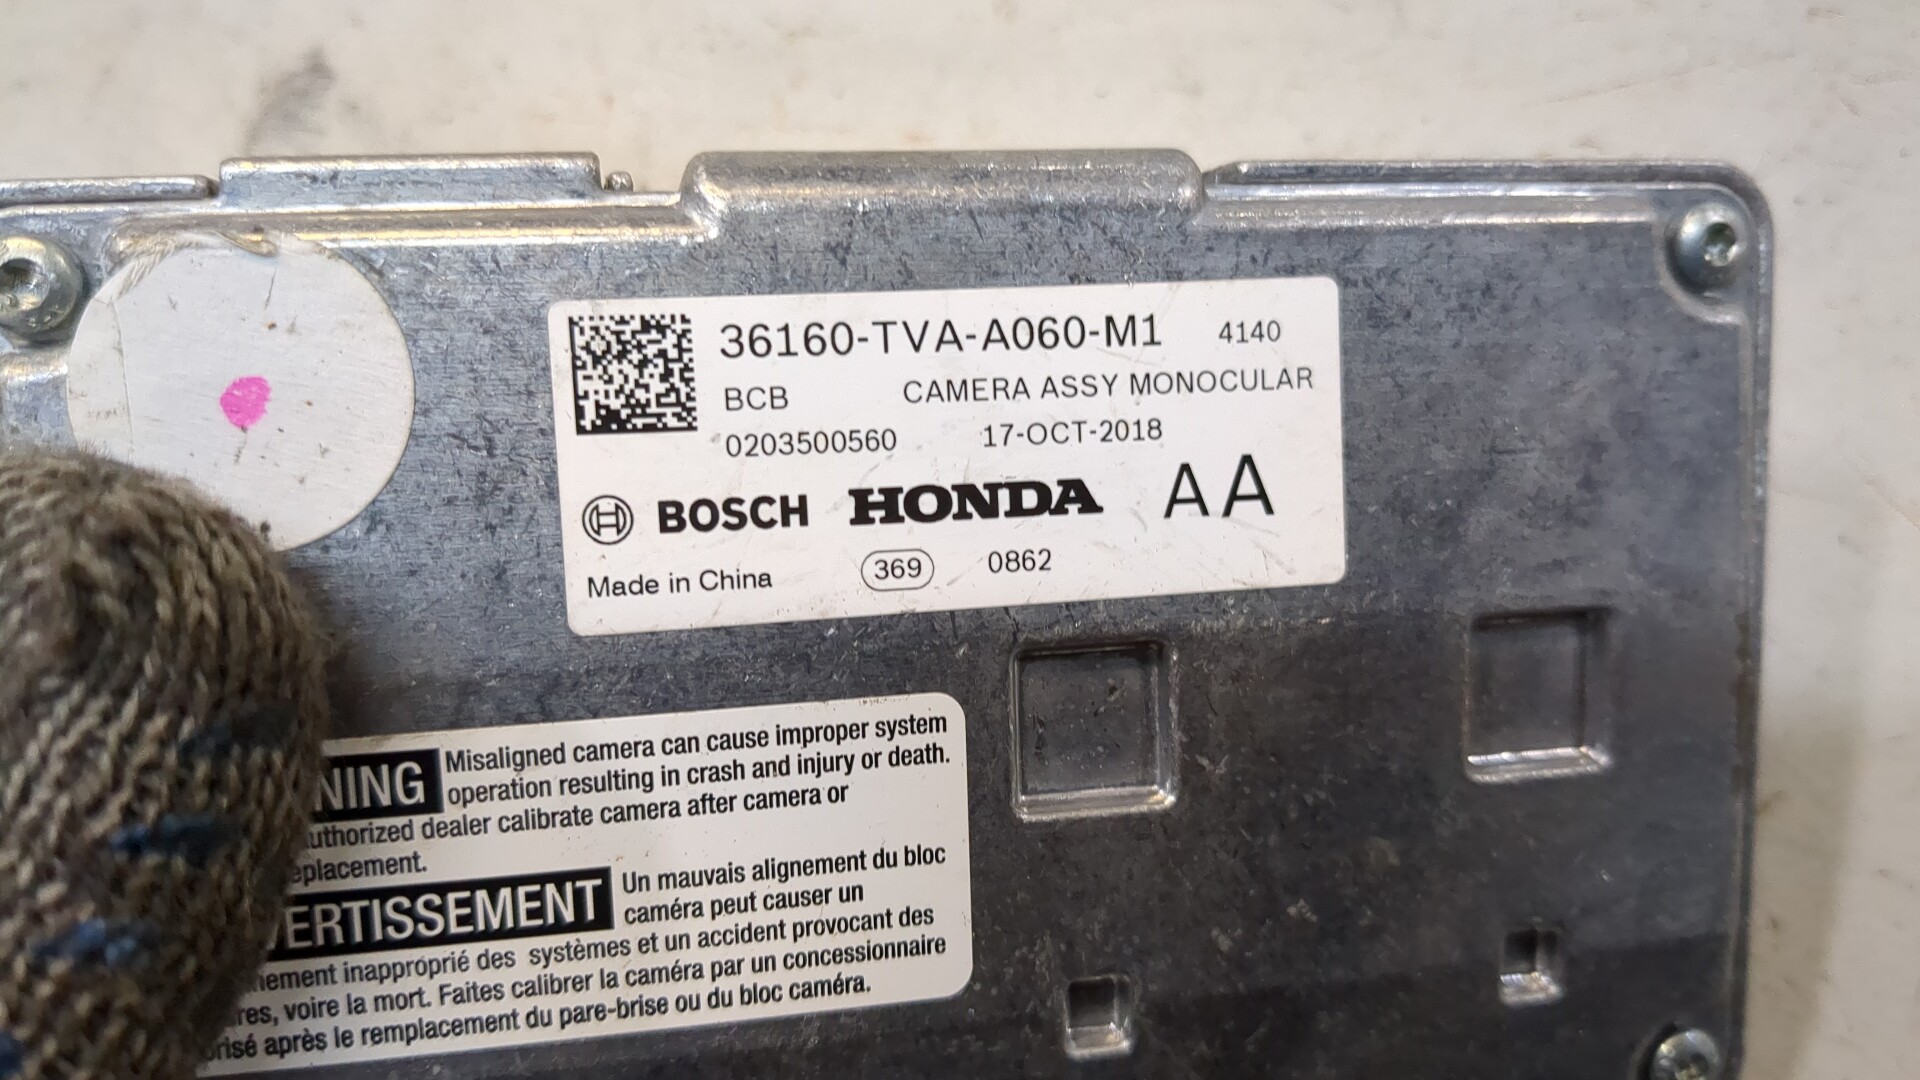 36160-TVA-A060-M1 4140
BCB CAMERA ASSY MONOCULAR
0203500560 17-OCT-2018
BOSCH HONDA AA
Made in China 369 0862
NING Misaligned camera can cause improper system
operation resulting in crash and injury or death.
uthorized dealer calibrate camera after camera or
eplacement.
ERTISSEMENT Un mauvais alignement du bloc
caméra peut causer un
nement inapproprié des systèmes et un accident provocant des
res, voire la mort. Faites calibrer la caméra par un concessionnaire
orisé après le remplacement du pare-brise ou du bloc caméra.